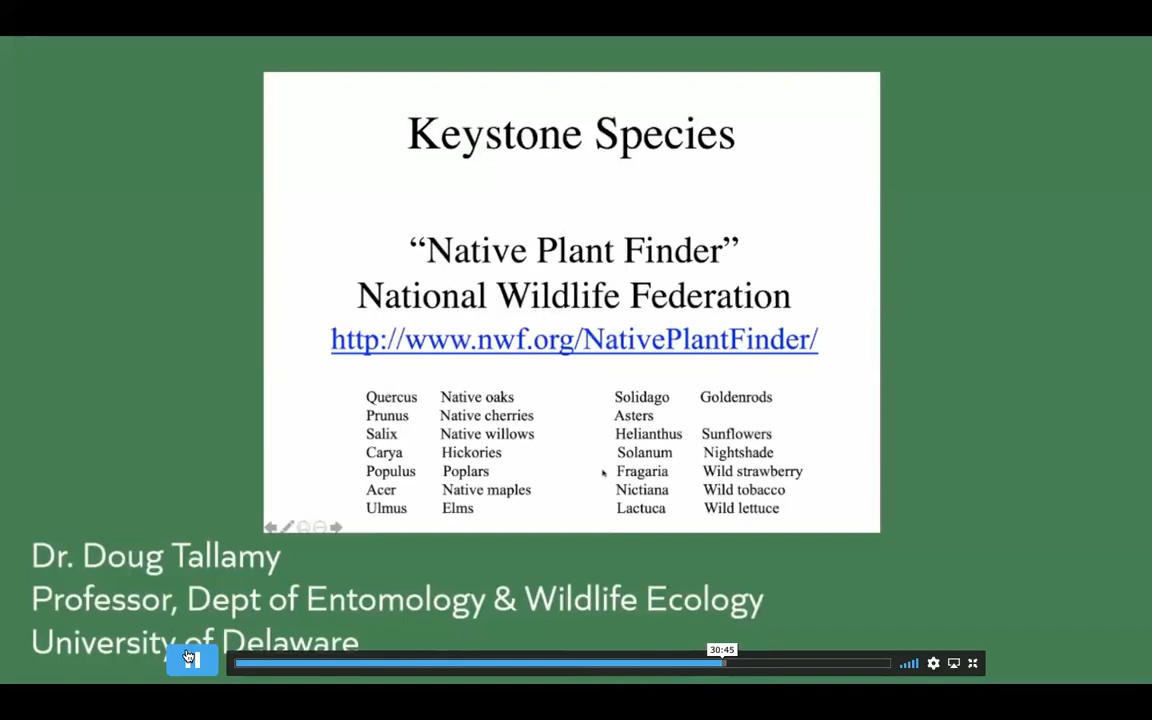 Keystone Species
“Native Plant Finder”
National Wildlife Federation
http://www.nwf.org/NativePlantFinder/
Quercus Native oaks
Prunus Native cherries
Salix Native willows
Carya Hickories
Populus Poplars
Acer Native maples
Ulmus Elms
Solidago Goldenrods
Asters
Helianthus Sunflowers
Solanum Nightshade
Fragaria Wild strawberry
Nictiana Wild tobacco
Lactuca Wild lettuce
Dr. Doug Tallamy
Professor, Dept of Entomology & Wildlife Ecology
University of Delaware
30:45